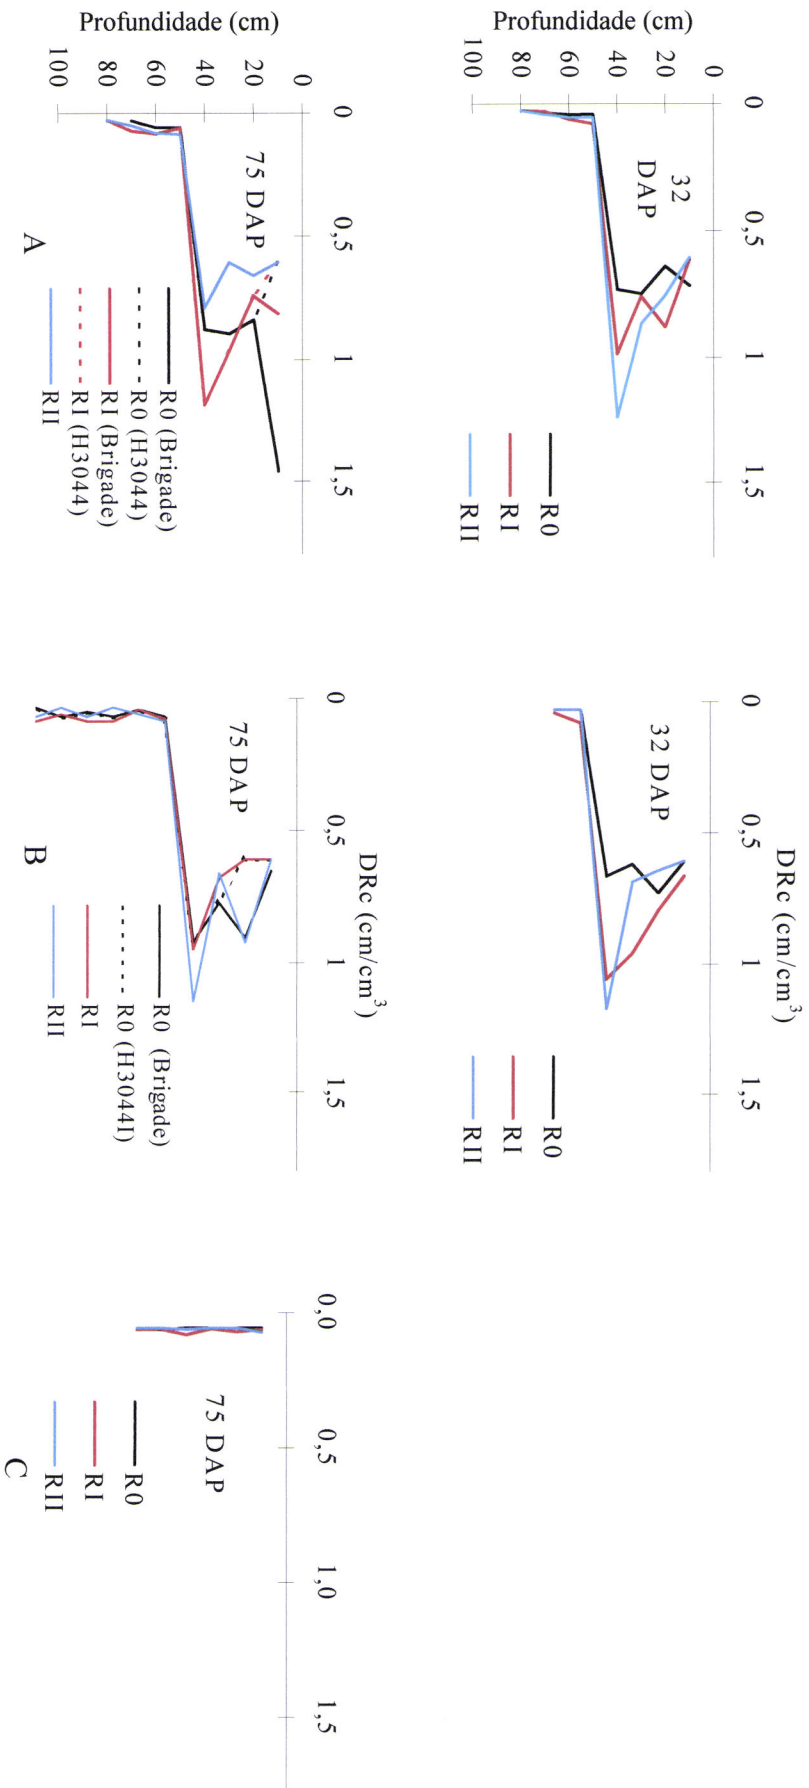 DRc (cm/cm³)
0 0,5 1 1,5
0
20
40
60
80
100
Profundidade (cm)
32
DAP
R0
RI
RII
0 0,5 1 1,5
32 DAP
R0
RI
RII
0 0,5 1 1,5
0
20
40
60
80
100
Profundidade (cm)
75 DAP
R0 (Brigade)
R0 (H3044)
RI (Brigade)
RI (H3044)
RII
A
0 0,5 1 1,5
75 DAP
R0 (Brigade)
R0 (H3044I)
RI
RII
B
0,0 0,5 1,0 1,5
75 DAP
R0
RI
RII
C